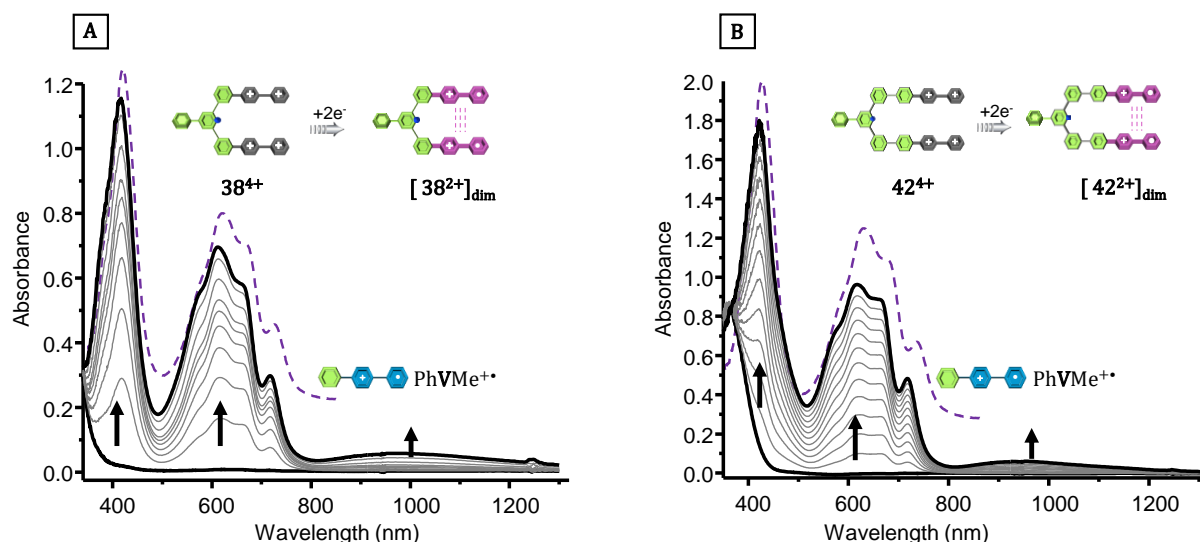 A
1.2
1.0
0.8
0.6
0.4
0.2
0.0
Absorbance
400 600 800 1000 1200
Wavelength (nm)
+2e-
38⁴⁺
[38²⁺]dim
PhVMe⁺•
B
2.0
1.8
1.6
1.4
1.2
1.0
0.8
0.6
0.4
0.2
0.0
Absorbance
400 600 800 1000 1200
Wavelength (nm)
+2e-
42⁴⁺
[42²⁺]dim
PhVMe⁺•